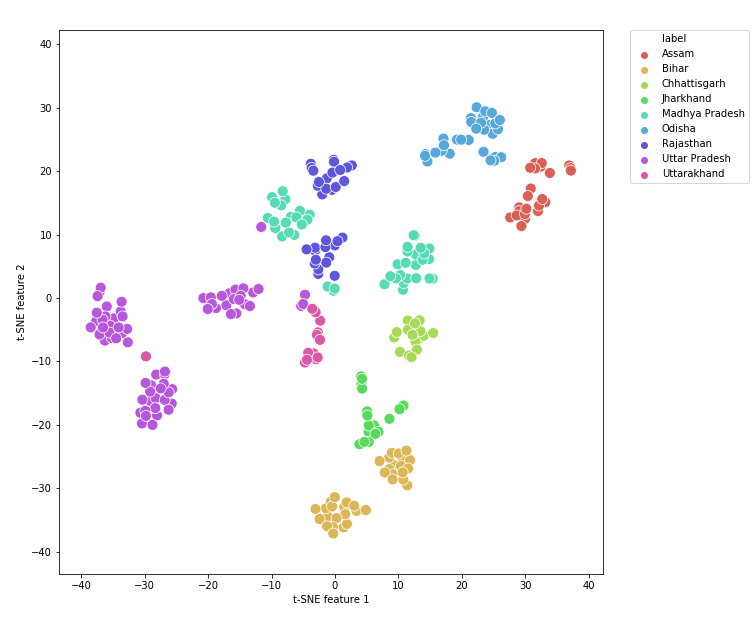 label
Assam
Bihar
Chhattisgarh
Jharkhand
Madhya Pradesh
Odisha
Rajasthan
Uttar Pradesh
Uttarakhand
t-SNE feature 2
40
30
20
10
0
−10
−20
−30
−40
−40 −30 −20 −10 0 10 20 30 40
t-SNE feature 1